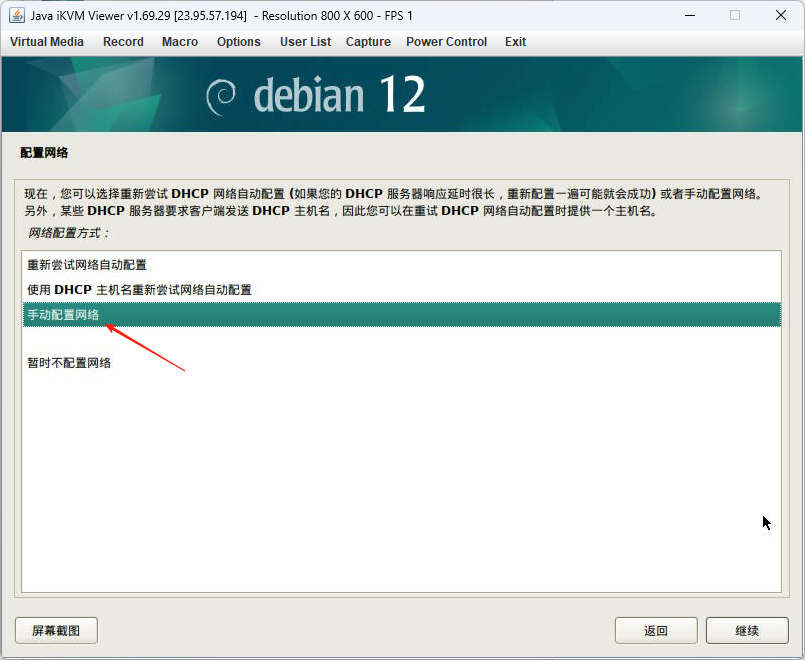 Java iKVM Viewer v1.69.29 [23.95.57.194] - Resolution 800 X 600 - FPS 1
Virtual Media Record Macro Options User List Capture Power Control Exit
debian 12
配置网络
现在，您可以选择重新尝试 DHCP 网络自动配置 (如果您的 DHCP 服务器响应延时很长，重新配置一遍可能就会成功) 或者手动配置网络。
另外，某些 DHCP 服务器要求客户端发送 DHCP 主机名，因此您可以在重试 DHCP 网络自动配置时提供一个主机名。
网络配置方式：
重新尝试网络自动配置
使用 DHCP 主机名重新尝试网络自动配置
手动配置网络
暂时不配置网络
屏幕截图 返回 继续